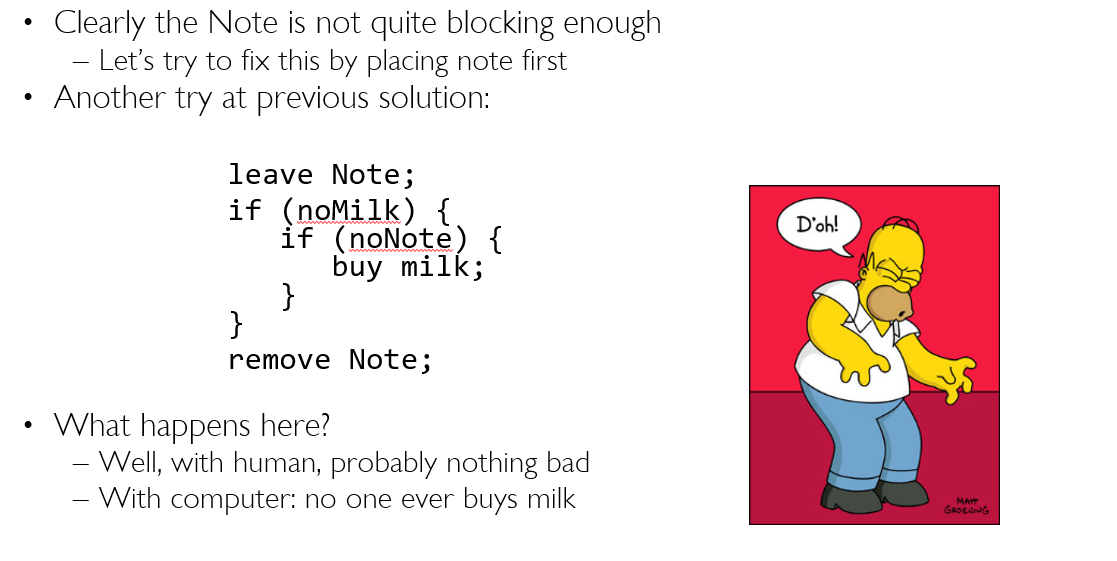 • Clearly the Note is not quite blocking enough
– Let's try to fix this by placing note first
• Another try at previous solution:
leave Note;
if (noMilk) {
if (noNote) {
buy milk;
}
}
remove Note;
D'oh!
MATT
GROENING
• What happens here?
– Well, with human, probably nothing bad
– With computer: no one ever buys milk